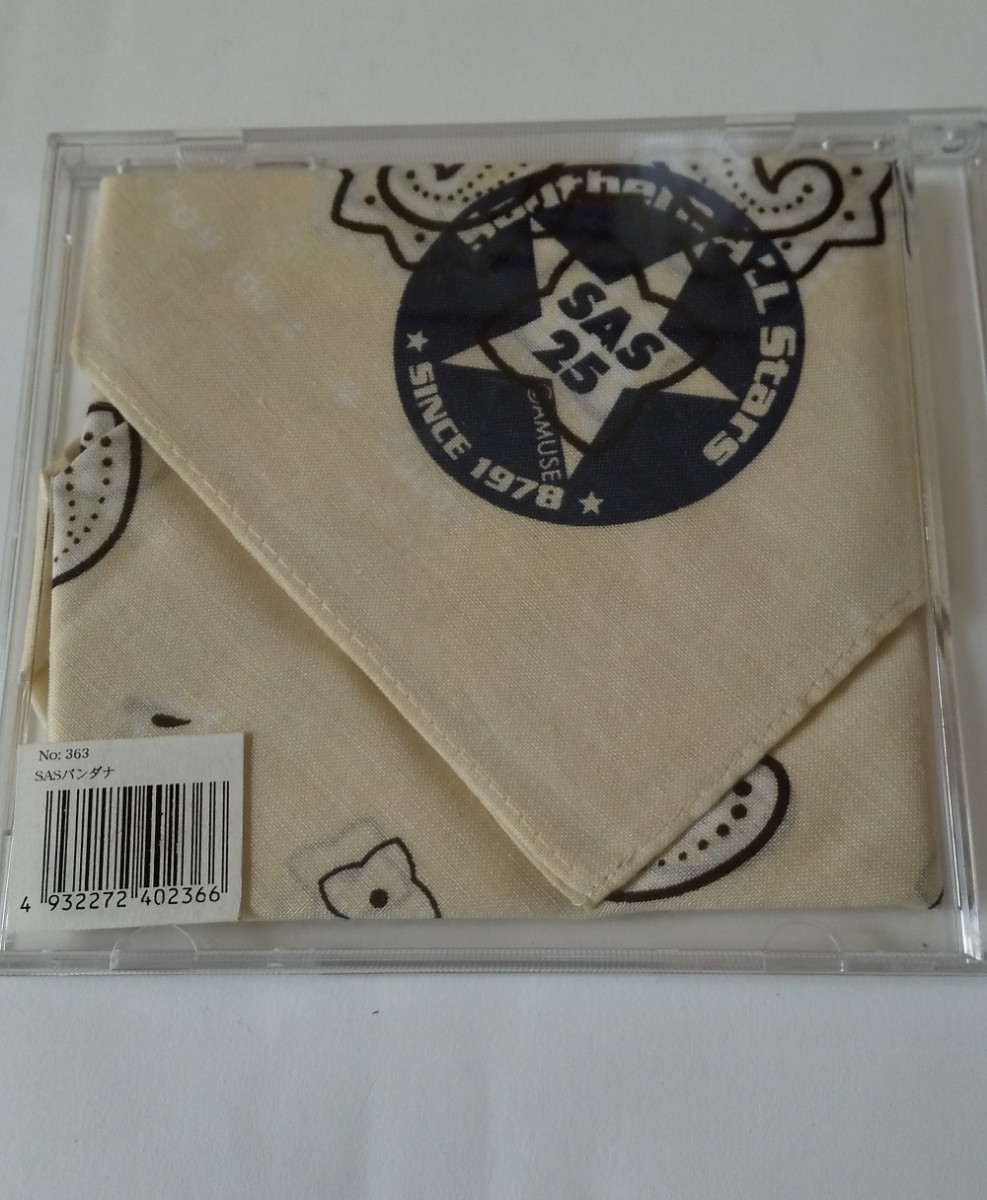 Southern All Stars
SAS
25
AMUSE
SINCE 1978
No: 363
SASバンダナ
4 932272 402366